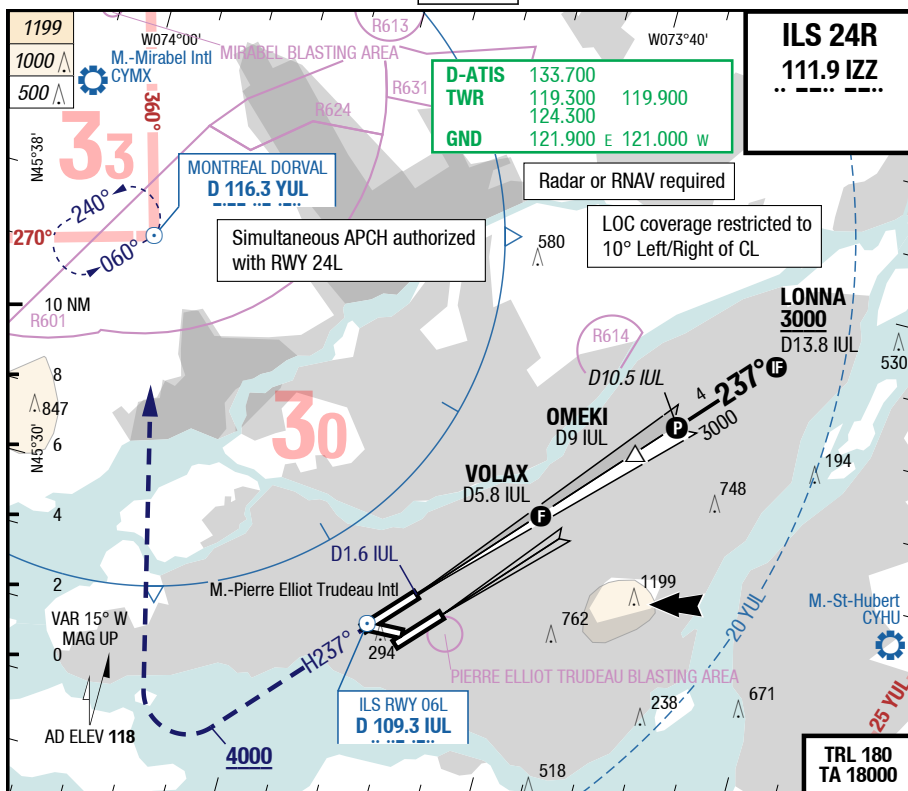 1199
1000
500
M.-Mirabel Intl
CYMX
W074°00'
MIRABEL BLASTING AREA
R613
W073°40'
ILS 24R
111.9 IZZ
D-ATIS 133.700
TWR 119.300 119.900
124.300
GND 121.900 E 121.000 W
R631
R624
360°
33
N45°38'
MONTREAL DORVAL
D 116.3 YUL
Radar or RNAV required
240°
060°
270°
Simultaneous APCH authorized
with RWY 24L
LOC coverage restricted to
10° Left/Right of CL
580
10 NM
R601
LONNA
3000
D13.8 IUL
R614
530
D10.5 IUL
237°
IF
4
8
847
30
OMEKI
D9 IUL
P
3000
N45°30'
6
VOLAX
D5.8 IUL
194
F
748
4
D1.6 IUL
2
M.-Pierre Elliot Trudeau Intl
1199
M.-St-Hubert
CYHU
VAR 15° W
MAG UP
20 YUL
762
0
294
H237°
PIERRE ELLIOT TRUDEAU BLASTING AREA
ILS RWY 06L
D 109.3 IUL
238
671
25 YUL
AD ELEV 118
4000
518
TRL 180
TA 18000